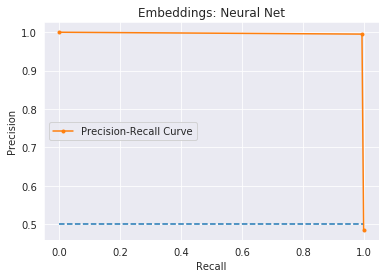 Embeddings: Neural Net
1.0
0.9
0.8
0.7
0.6
0.5
Precision
Precision-Recall Curve
0.0 0.2 0.4 0.6 0.8 1.0
Recall